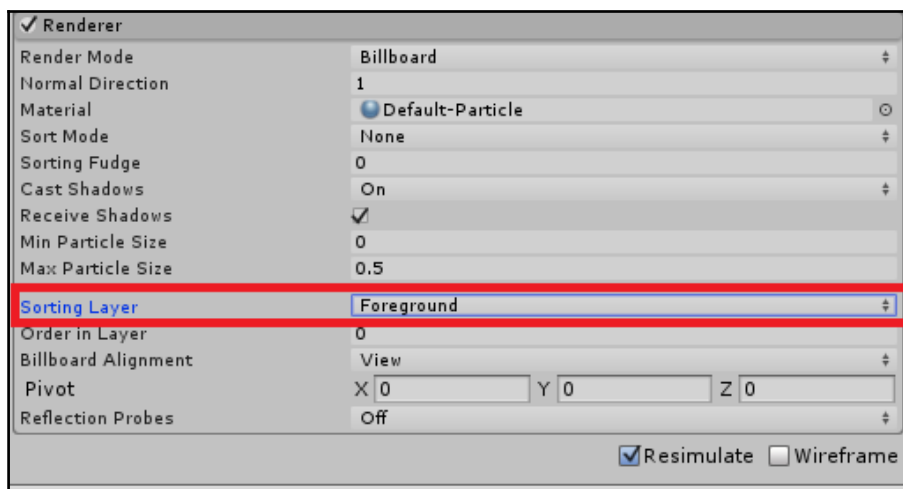 Renderer
Render Mode Billboard
Normal Direction 1
Material Default-Particle
Sort Mode None
Sorting Fudge 0
Cast Shadows On
Receive Shadows
Min Particle Size 0
Max Particle Size 0.5
Sorting Layer Foreground
Order in Layer 0
Billboard Alignment View
Pivot X 0 Y 0 Z 0
Reflection Probes Off
Resimulate Wireframe